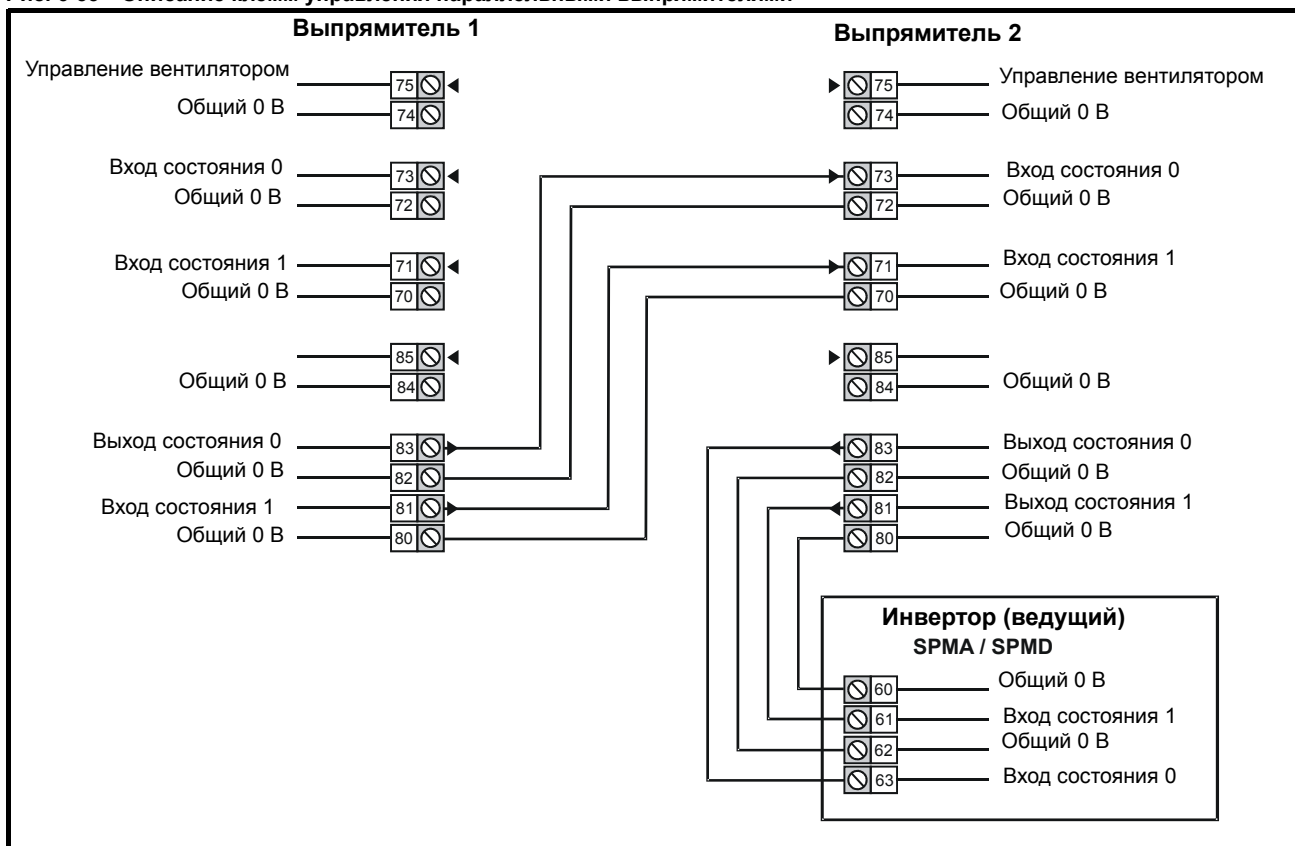 Выпрямитель 1
Выпрямитель 2
Управление вентилятором 75
75 Управление вентилятором
Общий 0 В 74
74 Общий 0 В
Вход состояния 0 73
73 Вход состояния 0
Общий 0 В 72
72 Общий 0 В
Вход состояния 1 71
71 Вход состояния 1
Общий 0 В 70
70 Общий 0 В
85
85
Общий 0 В 84
84 Общий 0 В
Выход состояния 0 83
83 Выход состояния 0
Общий 0 В 82
82 Общий 0 В
Вход состояния 1 81
81 Выход состояния 1
Общий 0 В 80
80 Общий 0 В
Инвертор (ведущий)
SPMA / SPMD
60 Общий 0 В
61 Вход состояния 1
62 Общий 0 В
63 Вход состояния 0